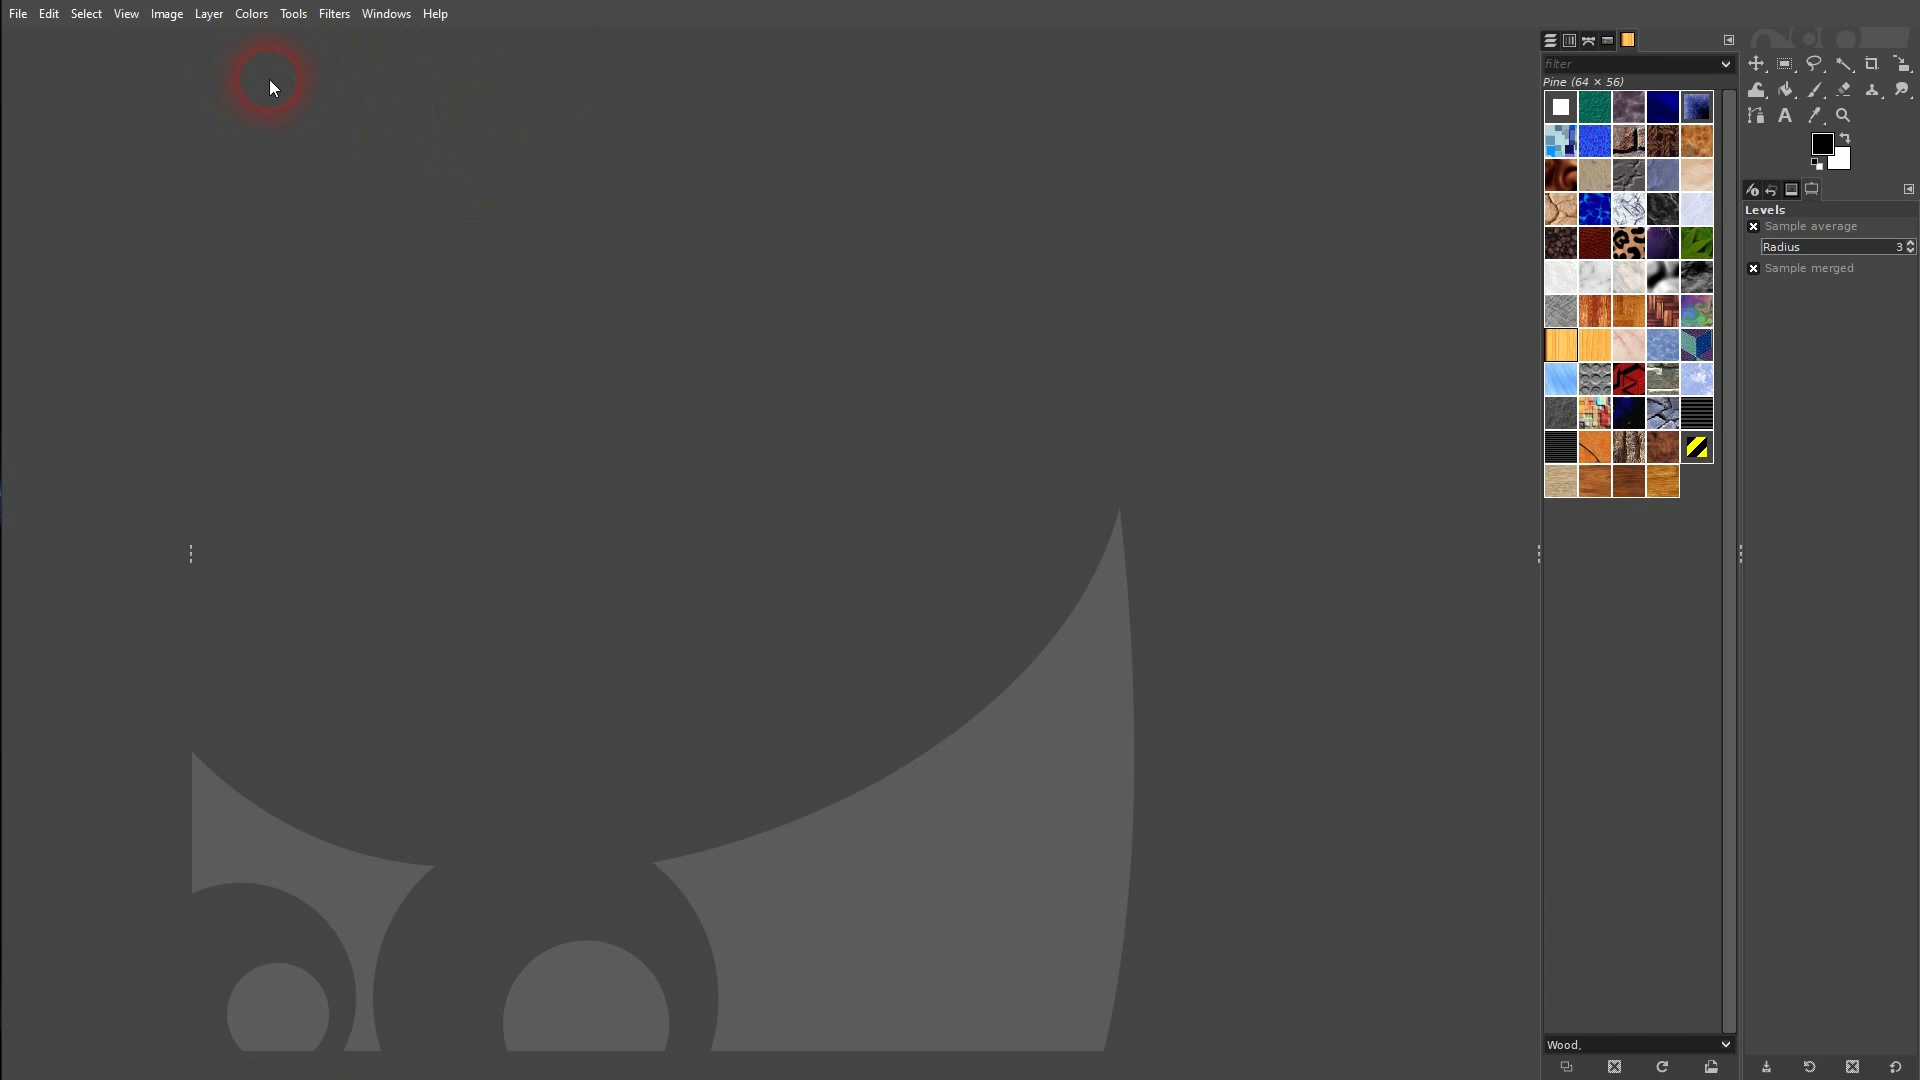 File Edit Select View Image Layer Colors Tools Filters Windows Help
filter
Pine (64 × 56)
Wood,
Levels
Sample average
Radius 3
Sample merged